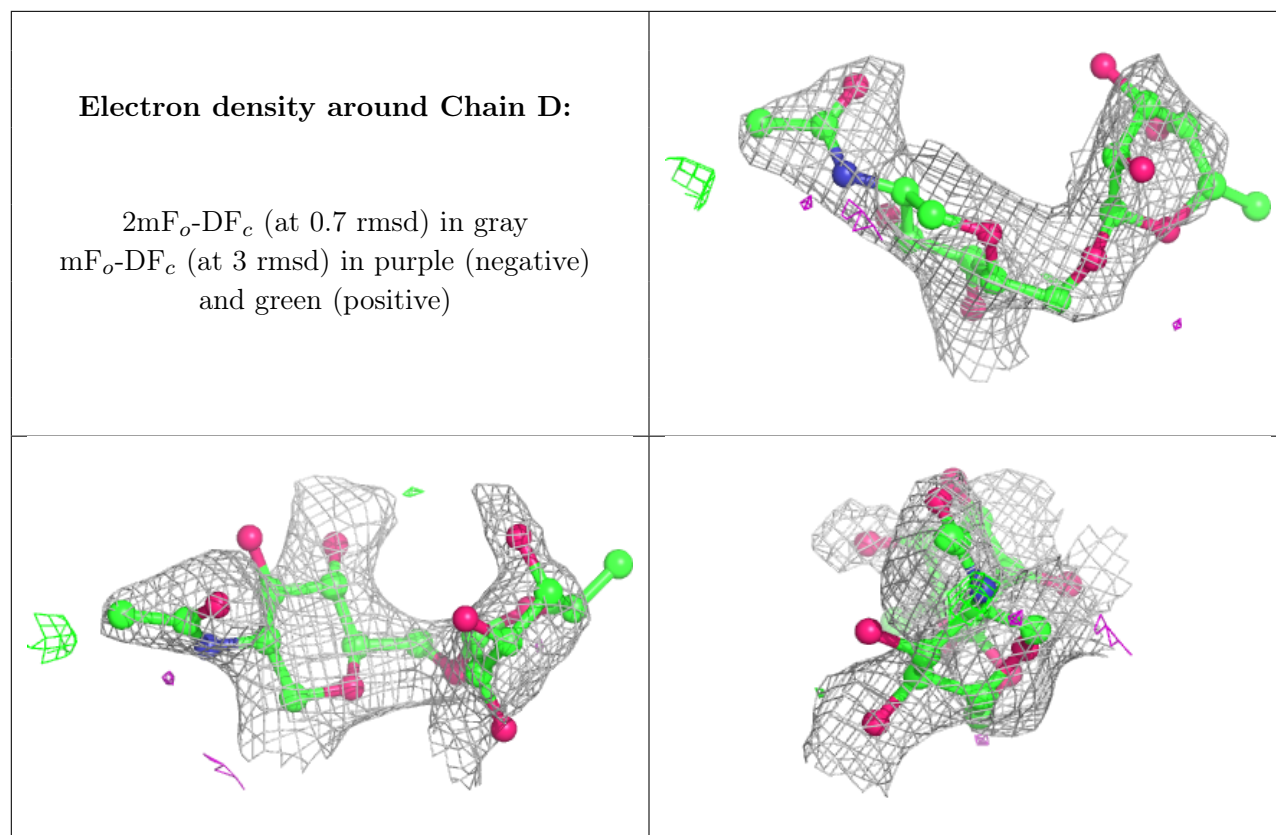 Electron density around Chain D:
2mFₒ-DF𝑐 (at 0.7 rmsd) in gray
mFₒ-DF𝑐 (at 3 rmsd) in purple (negative)
and green (positive)